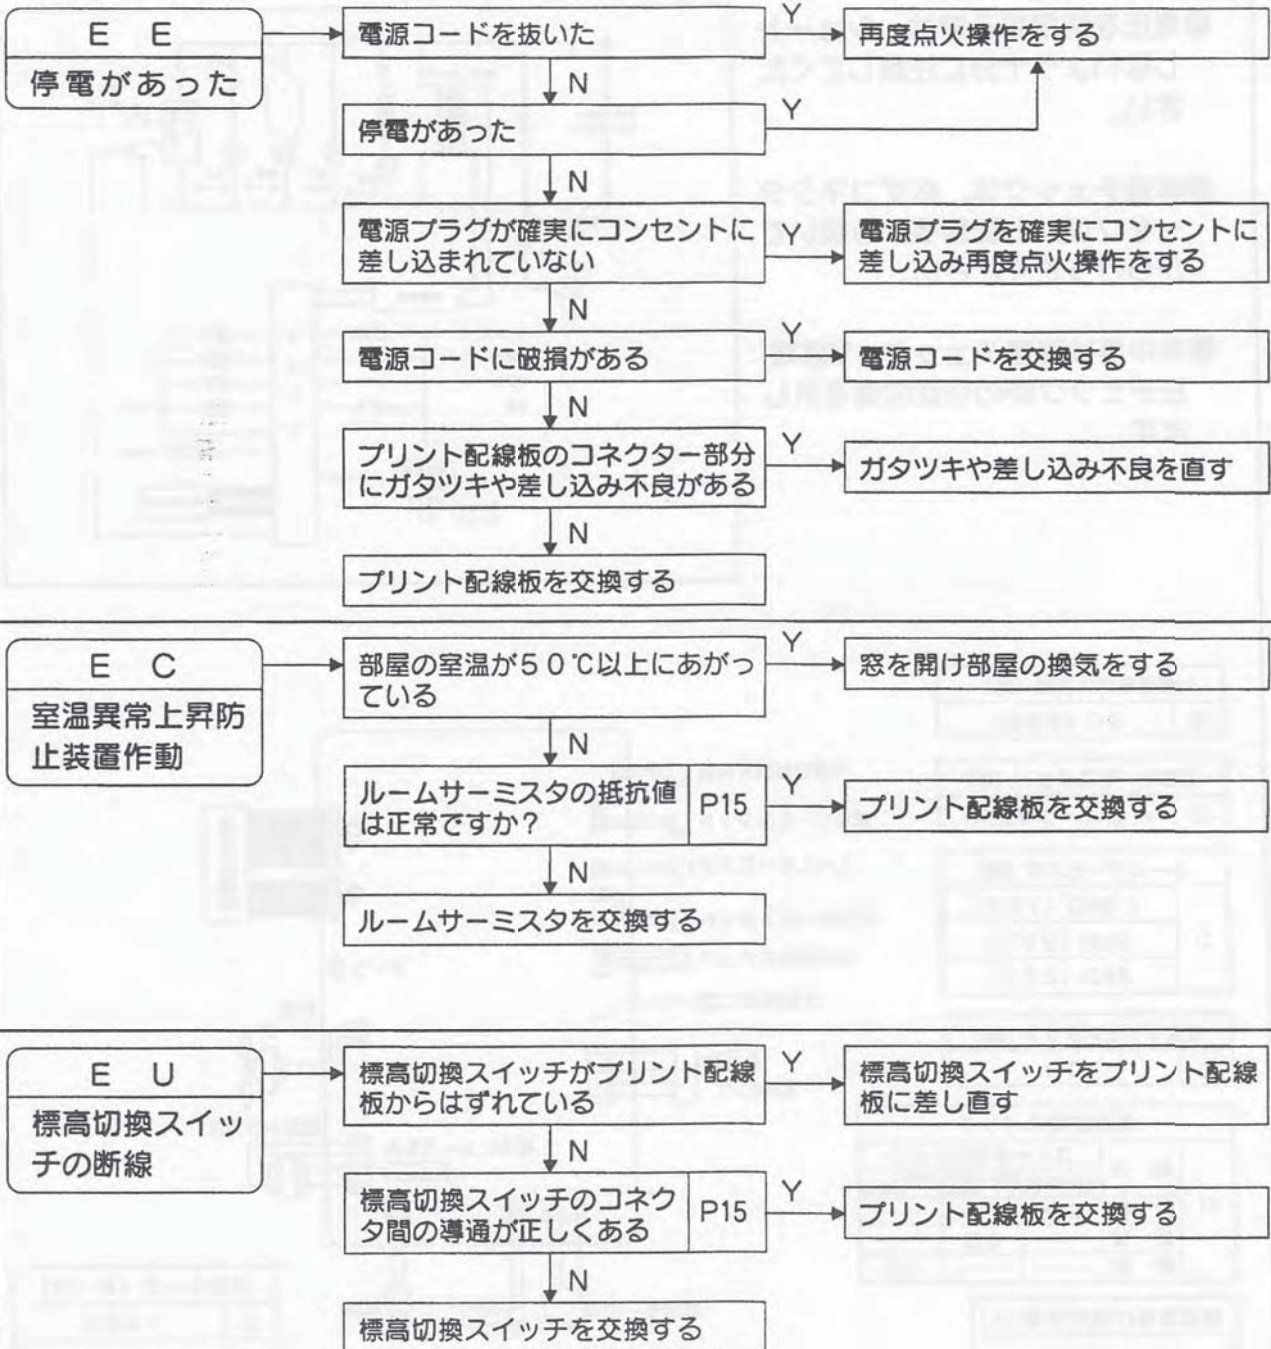 E E
停電があった
電源コードを抜いた
Y
再度点火操作をする
N
停電があった
Y
N
電源プラグが確実にコンセントに
差し込まれていない
Y
電源プラグを確実にコンセントに
差し込み再度点火操作をする
N
電源コードに破損がある
Y
電源コードを交換する
N
プリント配線板のコネクター部分
にガタツキや差し込み不良がある
Y
ガタツキや差し込み不良を直す
N
プリント配線板を交換する
E C
室温異常上昇防
止装置作動
部屋の室温が50℃以上にあがっ
ている
Y
窓を開け部屋の換気をする
N
ルームサーミスタの抵抗値
は正常ですか？
P15
Y
プリント配線板を交換する
N
ルームサーミスタを交換する
E U
標高切換スイッ
チの断線
標高切換スイッチがプリント配線
板からはずれている
Y
標高切換スイッチをプリント配線
板に差し直す
N
標高切換スイッチのコネク
タ間の導通が正しくある
P15
Y
プリント配線板を交換する
N
標高切換スイッチを交換する